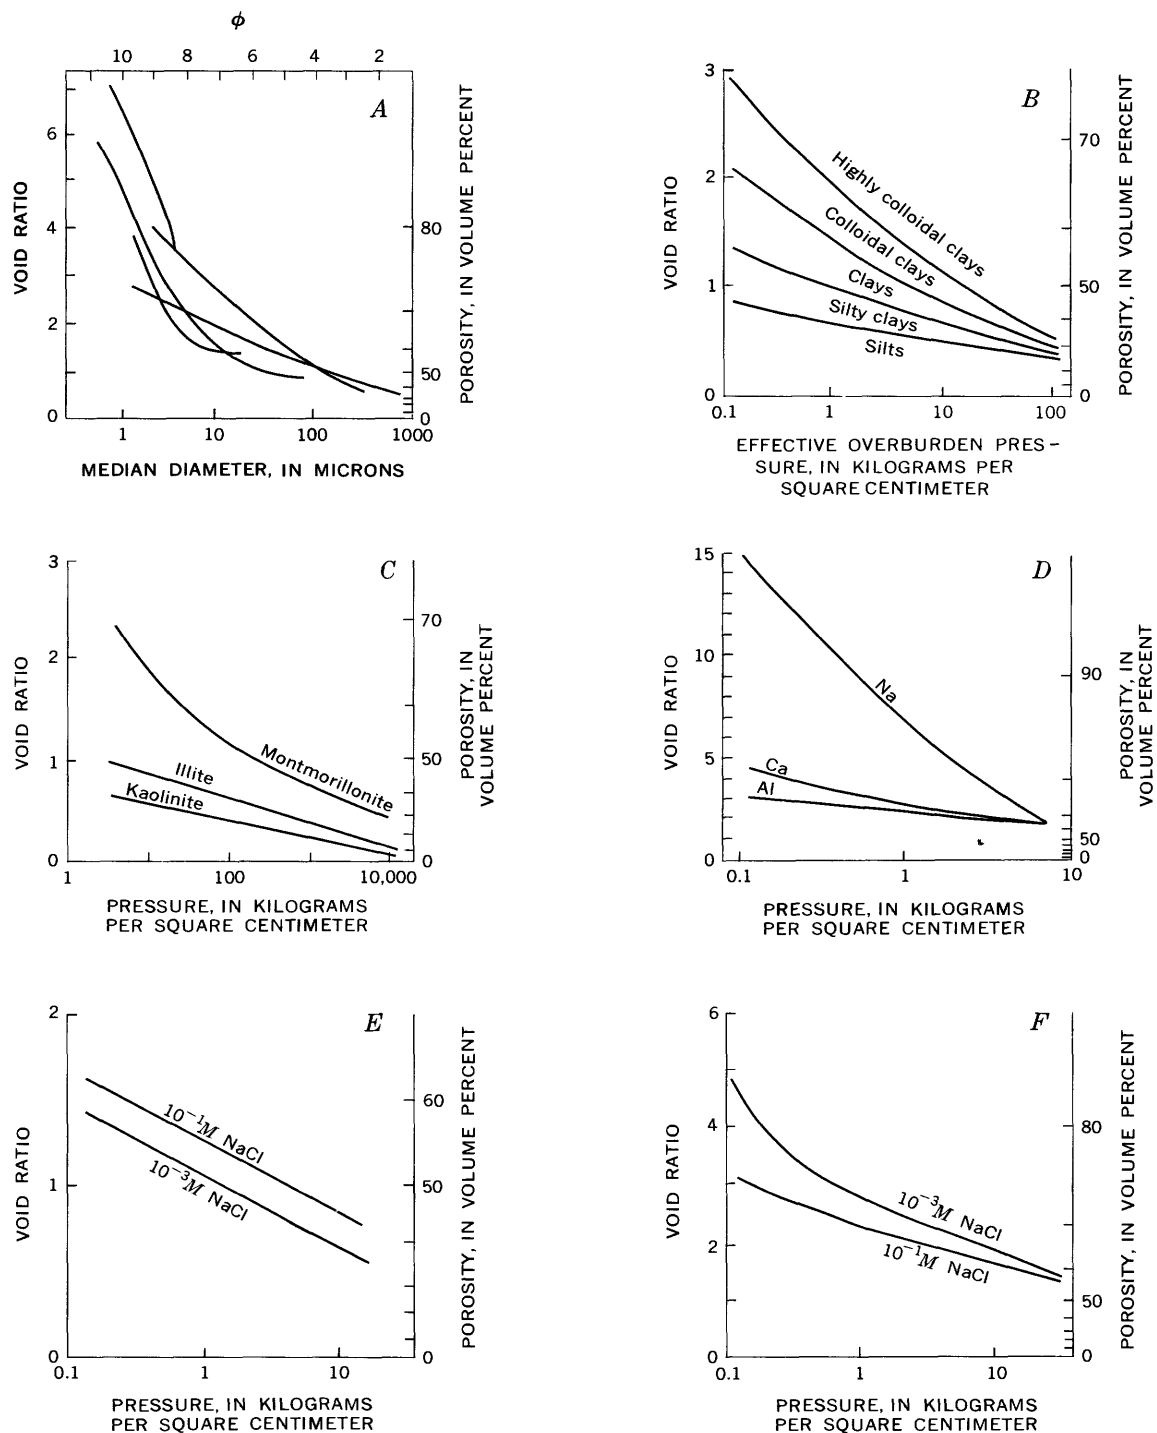 ϕ
10 8 6 4 2
A
VOID RATIO
6
4
2
0
80
50
0
POROSITY, IN VOLUME PERCENT
1 10 100 1000
MEDIAN DIAMETER, IN MICRONS
B
VOID RATIO
3
2
1
0
70
50
0
POROSITY, IN VOLUME PERCENT
Highly colloidal clays
Colloidal clays
Clays
Silty clays
Silts
0.1 1 10 100
EFFECTIVE OVERBURDEN PRES-
SURE, IN KILOGRAMS PER
SQUARE CENTIMETER
C
VOID RATIO
3
2
1
0
70
50
0
POROSITY, IN
VOLUME PERCENT
Montmorillonite
Illite
Kaolinite
1 100 10,000
PRESSURE, IN KILOGRAMS
PER SQUARE CENTIMETER
D
VOID RATIO
15
10
5
0
90
50
0
POROSITY, IN
VOLUME PERCENT
Na
Ca
Al
0.1 1 10
PRESSURE, IN KILOGRAMS
PER SQUARE CENTIMETER
E
VOID RATIO
2
1
0
60
50
0
POROSITY, IN VOLUME PERCENT
10⁻¹M NaCl
10⁻³M NaCl
0.1 1 10
PRESSURE, IN KILOGRAMS
PER SQUARE CENTIMETER
F
VOID RATIO
6
4
2
0
80
50
0
POROSITY, IN VOLUME PERCENT
10⁻³M NaCl
10⁻¹M NaCl
0.1 1 10
PRESSURE, IN KILOGRAMS
PER SQUARE CENTIMETER